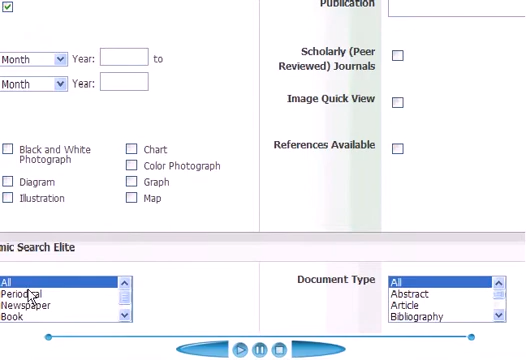 Publication
Month Year: to
Scholarly (Peer
Reviewed) Journals
Month Year:
Image Quick View
References Available
Black and White
Photograph
Chart
Color Photograph
Diagram
Graph
Illustration
Map
mic Search Elite
All
Periodical
Newspaper
Book
Document Type
All
Abstract
Article
Bibliography